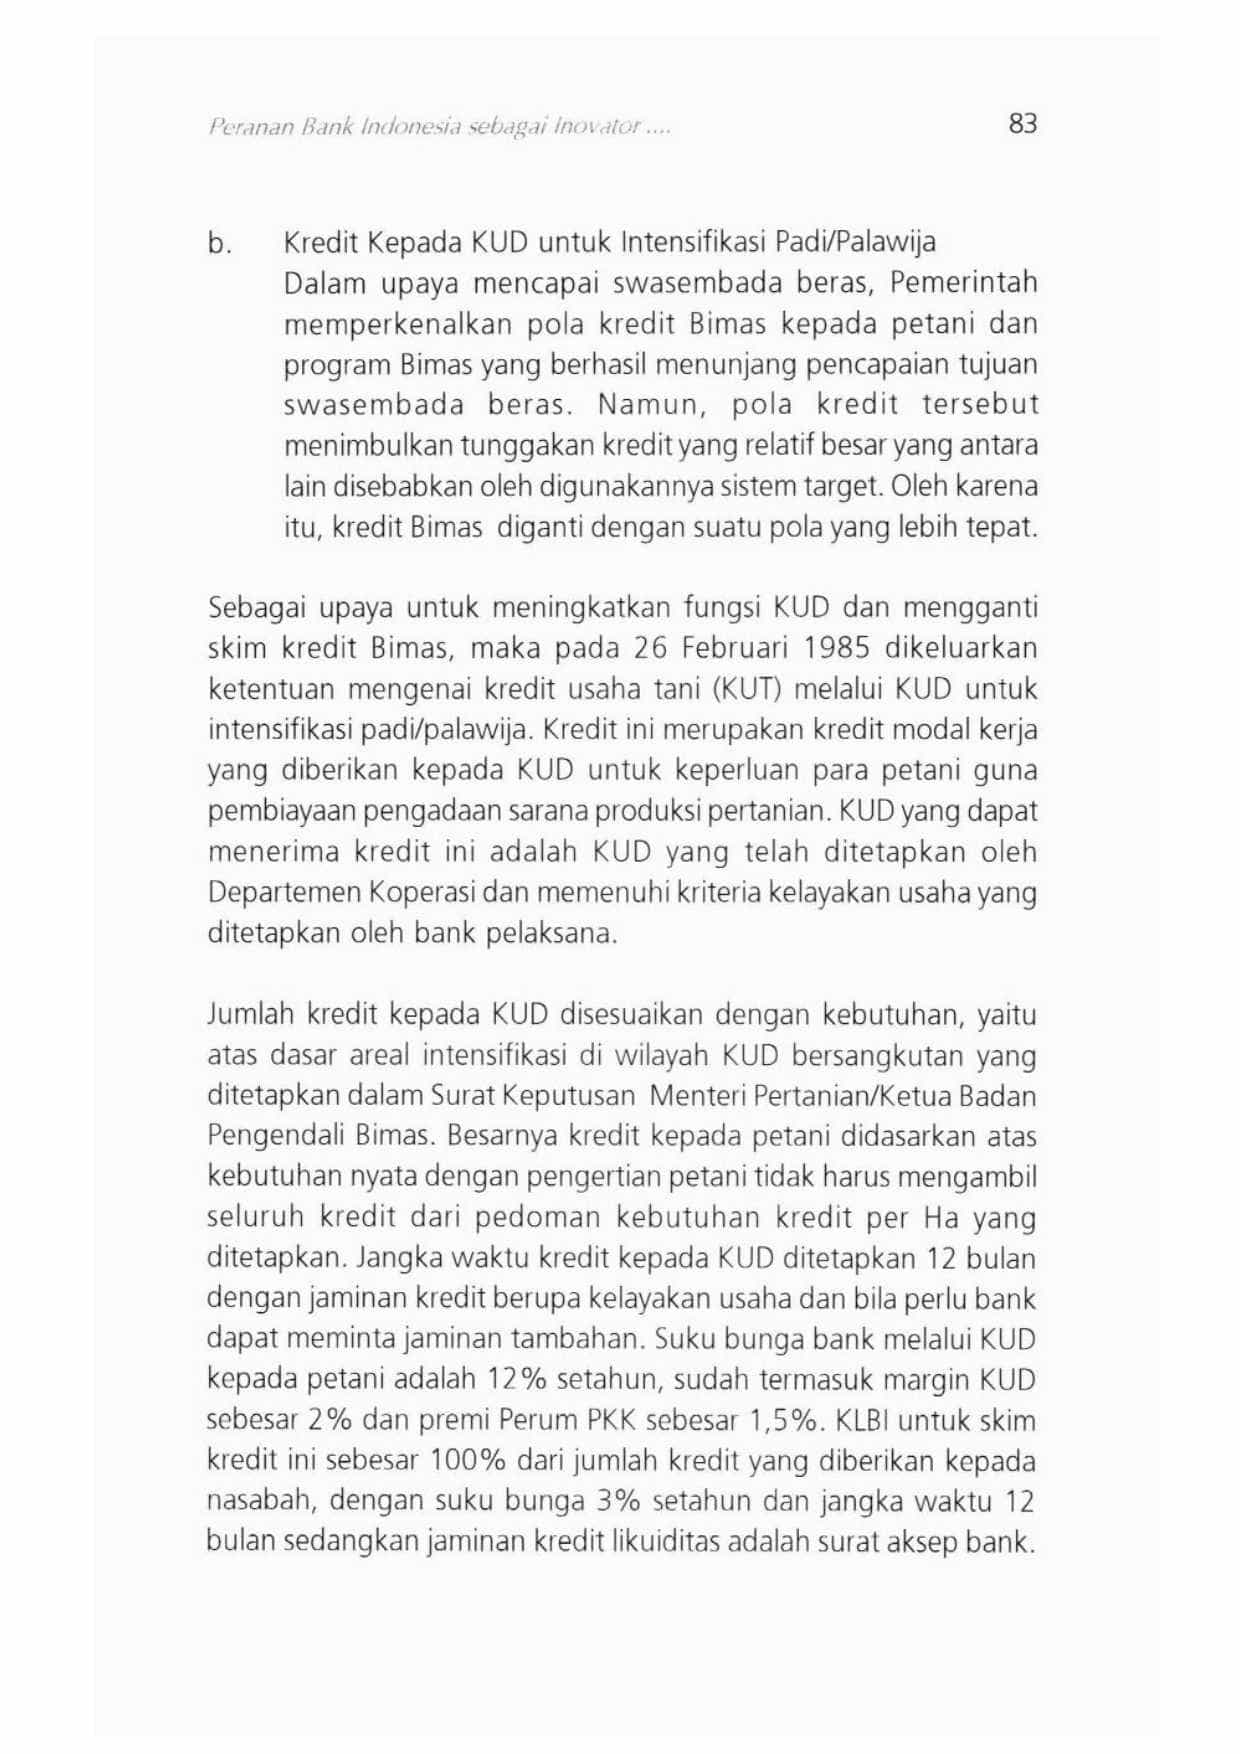 Peranan Bank Indonesia sebagai Inovator .... 83
b. Kredit Kepada KUD untuk Intensifikasi Padi/Palawija
Dalam upaya mencapai swasembada beras, Pemerintah
memperkenalkan pola kredit Bimas kepada petani dan
program Bimas yang berhasil menunjang pencapaian tujuan
swasembada beras. Namun, pola kredit tersebut
menimbulkan tunggakan kredit yang relatif besar yang antara
lain disebabkan oleh digunakannya sistem target. Oleh karena
itu, kredit Bimas diganti dengan suatu pola yang lebih tepat.
Sebagai upaya untuk meningkatkan fungsi KUD dan mengganti
skim kredit Bimas, maka pada 26 Februari 1985 dikeluarkan
ketentuan mengenai kredit usaha tani (KUT) melalui KUD untuk
intensifikasi padi/palawija. Kredit ini merupakan kredit modal kerja
yang diberikan kepada KUD untuk keperluan para petani guna
pembiayaan pengadaan sarana produksi pertanian. KUD yang dapat
menerima kredit ini adalah KUD yang telah ditetapkan oleh
Departemen Koperasi dan memenuhi kriteria kelayakan usaha yang
ditetapkan oleh bank pelaksana.
Jumlah kredit kepada KUD disesuaikan dengan kebutuhan, yaitu
atas dasar areal intensifikasi di wilayah KUD bersangkutan yang
ditetapkan dalam Surat Keputusan Menteri Pertanian/Ketua Badan
Pengendali Bimas. Besarnya kredit kepada petani didasarkan atas
kebutuhan nyata dengan pengertian petani tidak harus mengambil
seluruh kredit dari pedoman kebutuhan kredit per Ha yang
ditetapkan. Jangka waktu kredit kepada KUD ditetapkan 12 bulan
dengan jaminan kredit berupa kelayakan usaha dan bila perlu bank
dapat meminta jaminan tambahan. Suku bunga bank melalui KUD
kepada petani adalah 12% setahun, sudah termasuk margin KUD
sebesar 2% dan premi Perum PKK sebesar 1,5%. KLBI untuk skim
kredit ini sebesar 100% dari jumlah kredit yang diberikan kepada
nasabah, dengan suku bunga 3% setahun dan jangka waktu 12
bulan sedangkan jaminan kredit likuiditas adalah surat aksep bank.